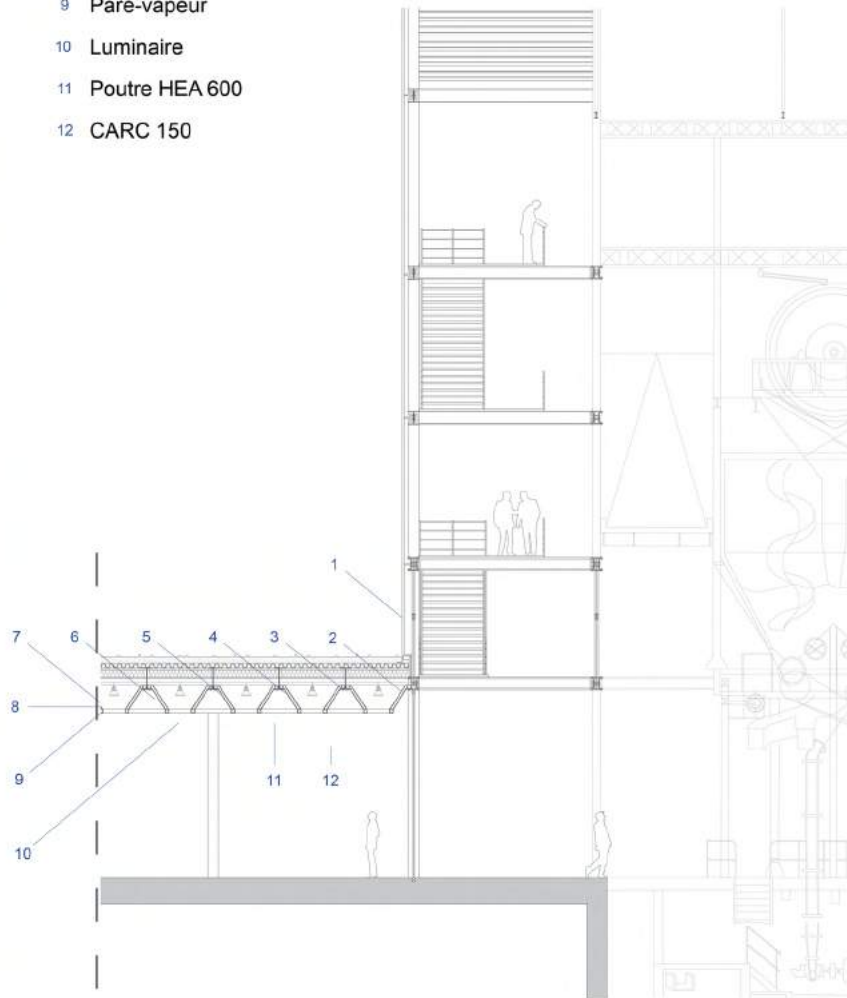 9 Pare-vapeur
10 Luminaire
11 Poutre HEA 600
12 CARC 150
1
7 6 5 4 3 2
8
9 11 12
10